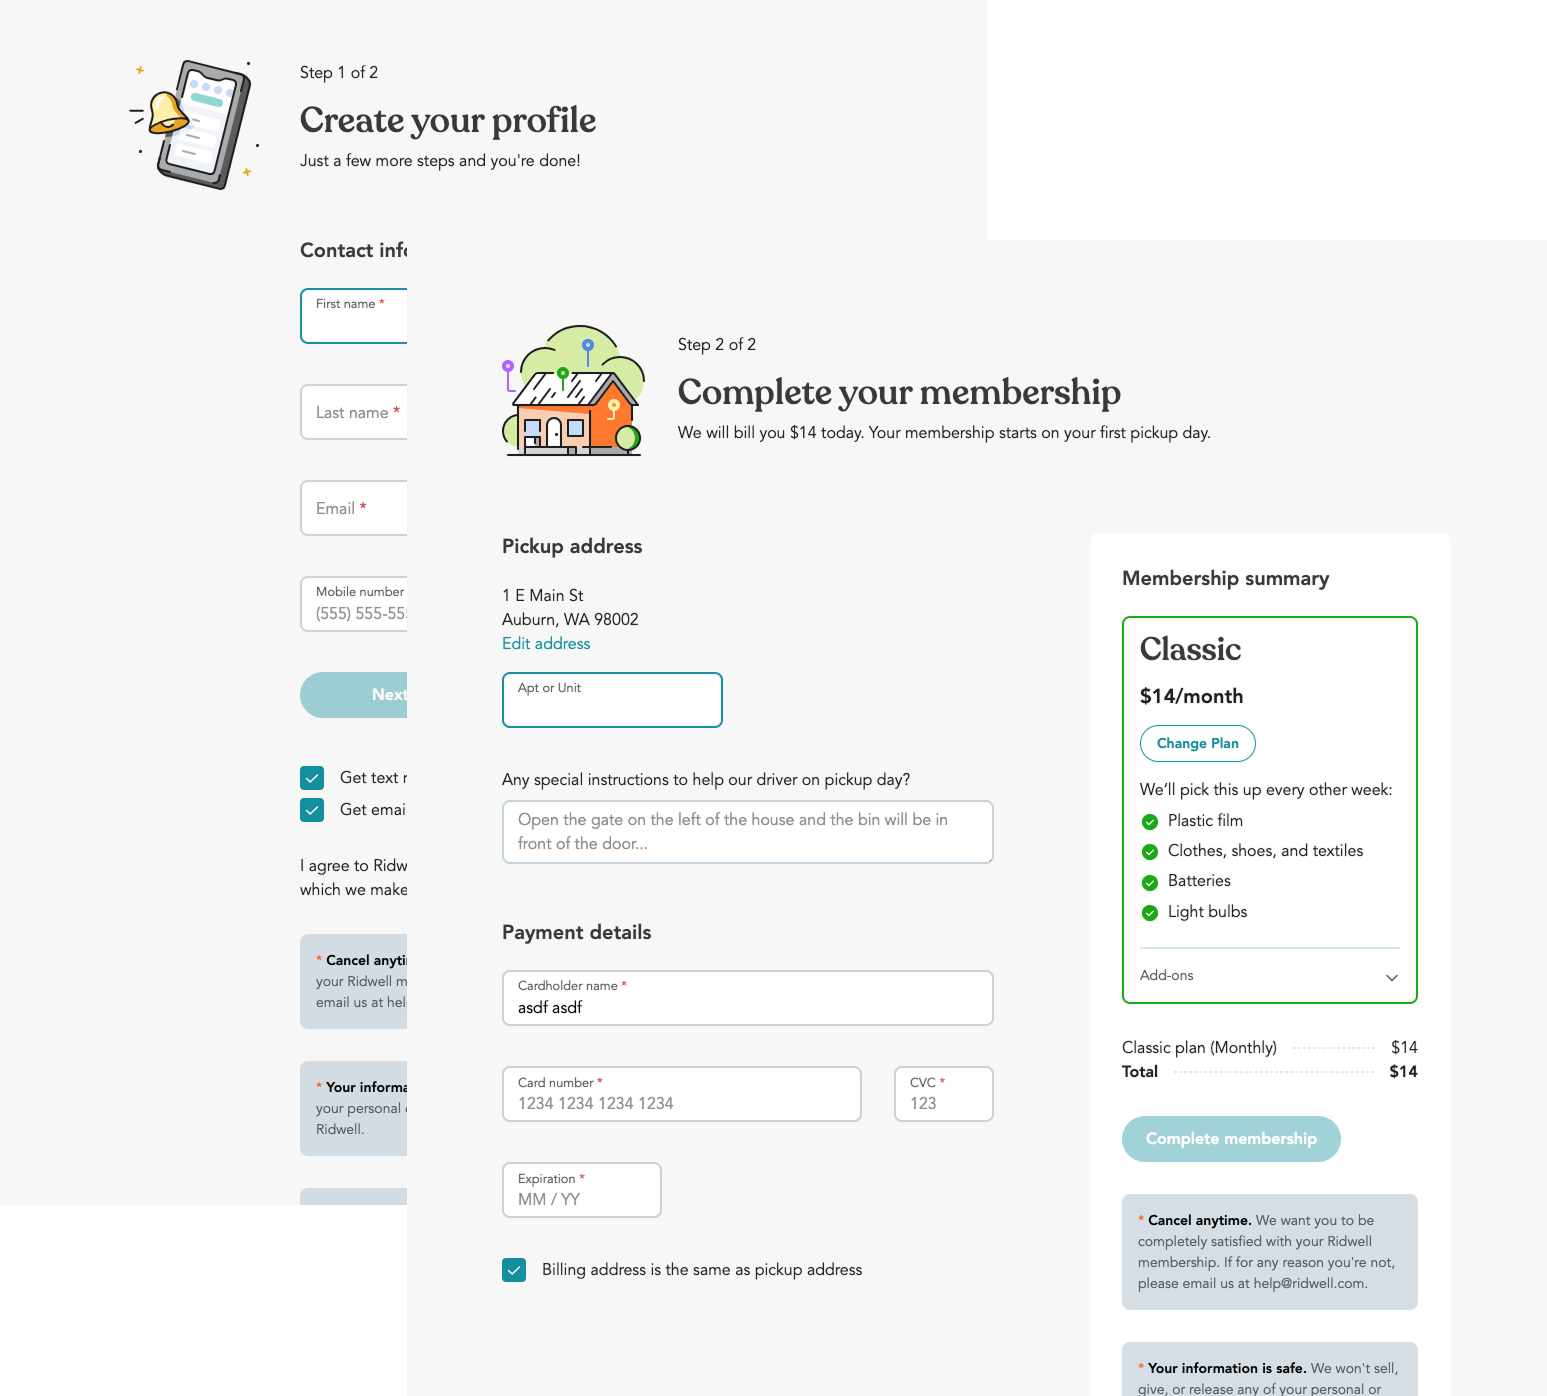 Step 1 of 2
Create your profile
Just a few more steps and you're done!
Contact
First name *
Last name *
Email *
Mobile number
(555)
Next
Get text
Get
I agree to
which we make
* Cancel
your Ridwell
email us at
* Your
your personal
Ridwell.
Step 2 of 2
Complete your membership
We will bill you $14 today. Your membership starts on your first pickup day.
Pickup address
1 E Main St
Auburn, WA 98002
Edit address
Apt or Unit
Any special instructions to help our driver on pickup day?
Open the gate on the left of the house and the bin will be in
front of the door...
Payment details
Cardholder name *
asdf asdf
Card number *
1234 1234 1234 1234
CVC *
123
Expiration *
MM / YY
Billing address is the same as pickup address
Membership summary
Classic
$14/month
Change Plan
We’ll pick this up every other week:
Plastic film
Clothes, shoes, and textiles
Batteries
Light bulbs
Add-ons
Classic plan (Monthly) $14
Total $14
Complete membership
* Cancel anytime. We want you to be
completely satisfied with your Ridwell
membership. If for any reason you're not,
please email us at help@ridwell.com.
* Your information is safe. We won't sell,
give, or release any of your personal or